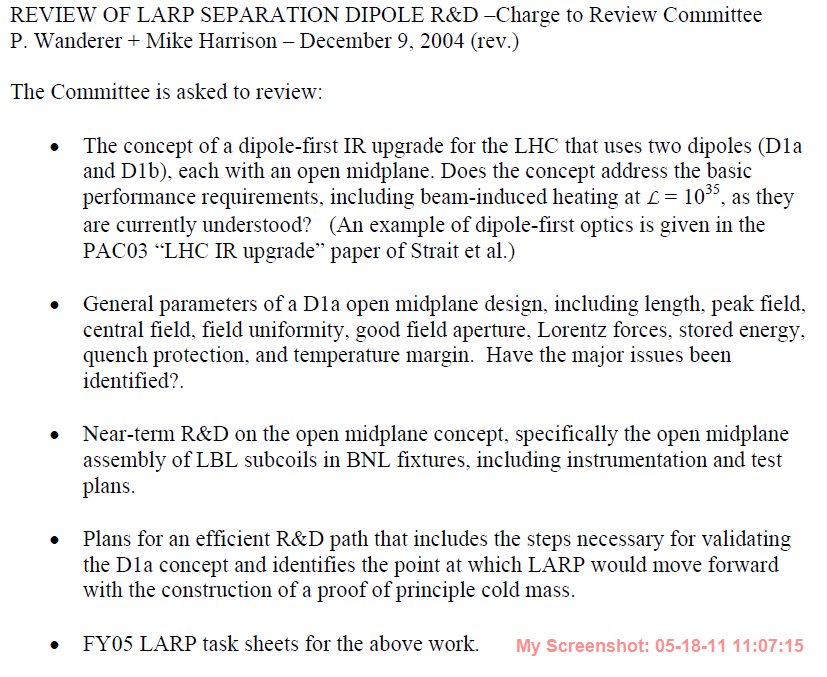 REVIEW OF LARP SEPARATION DIPOLE R&D –Charge to Review Committee
P. Wanderer + Mike Harrison – December 9, 2004 (rev.)
The Committee is asked to review:
• The concept of a dipole-first IR upgrade for the LHC that uses two dipoles (D1a
and D1b), each with an open midplane. Does the concept address the basic
performance requirements, including beam-induced heating at ℒ = 10³⁵, as they
are currently understood? (An example of dipole-first optics is given in the
PAC03 “LHC IR upgrade” paper of Strait et al.)
• General parameters of a D1a open midplane design, including length, peak field,
central field, field uniformity, good field aperture, Lorentz forces, stored energy,
quench protection, and temperature margin. Have the major issues been
identified?.
• Near-term R&D on the open midplane concept, specifically the open midplane
assembly of LBL subcoils in BNL fixtures, including instrumentation and test
plans.
• Plans for an efficient R&D path that includes the steps necessary for validating
the D1a concept and identifies the point at which LARP would move forward
with the construction of a proof of principle cold mass.
• FY05 LARP task sheets for the above work. My Screenshot: 05-18-11 11:07:15